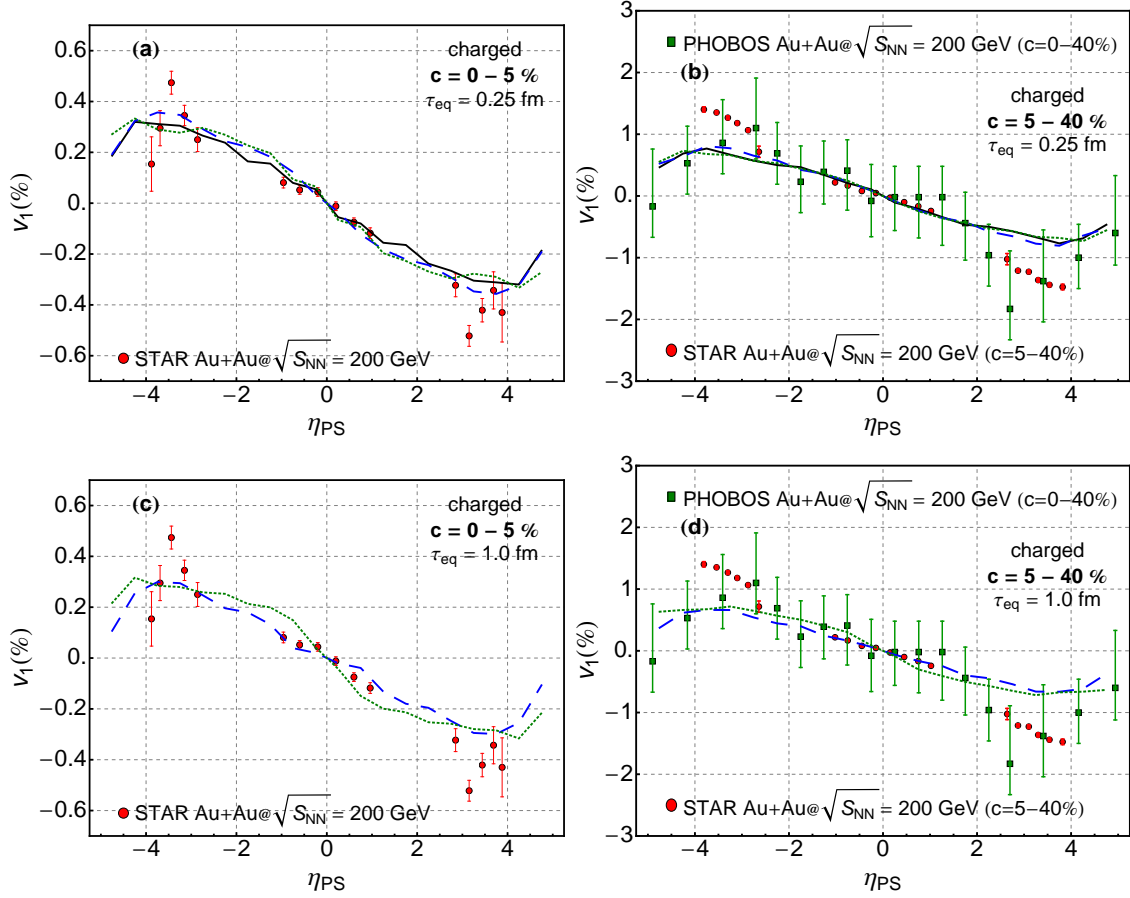 (a)
charged
c = 0 – 5 %
τeq = 0.25 fm
v1(%)
0.6
0.4
0.2
0.0
−0.2
−0.4
−0.6
STAR Au+Au@√SNN = 200 GeV
−4 −2 0 2 4
ηPS
PHOBOS Au+Au@√SNN = 200 GeV (c=0−40%)
(b)
charged
c = 5 – 40 %
τeq = 0.25 fm
v1(%)
3
2
1
0
−1
−2
−3
STAR Au+Au@√SNN = 200 GeV (c=5−40%)
−4 −2 0 2 4
ηPS
(c)
charged
c = 0 – 5 %
τeq = 1.0 fm
v1(%)
0.6
0.4
0.2
0.0
−0.2
−0.4
−0.6
STAR Au+Au@√SNN = 200 GeV
−4 −2 0 2 4
ηPS
PHOBOS Au+Au@√SNN = 200 GeV (c=0−40%)
(d)
charged
c = 5 – 40 %
τeq = 1.0 fm
v1(%)
3
2
1
0
−1
−2
−3
STAR Au+Au@√SNN = 200 GeV (c=5−40%)
−4 −2 0 2 4
ηPS